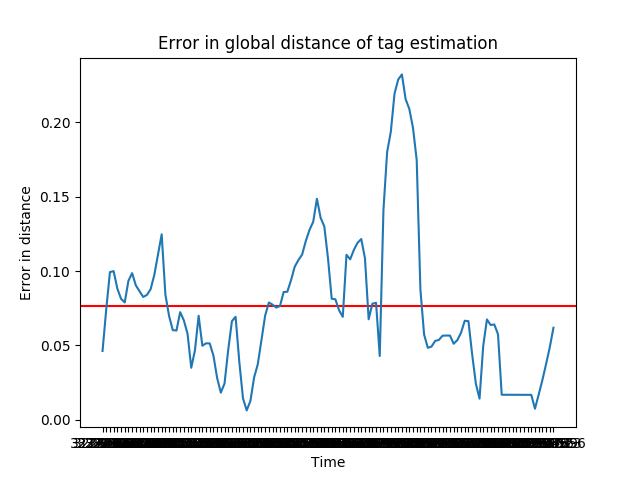 Error in global distance of tag estimation
Error in distance
0.20
0.15
0.10
0.05
0.00
Time